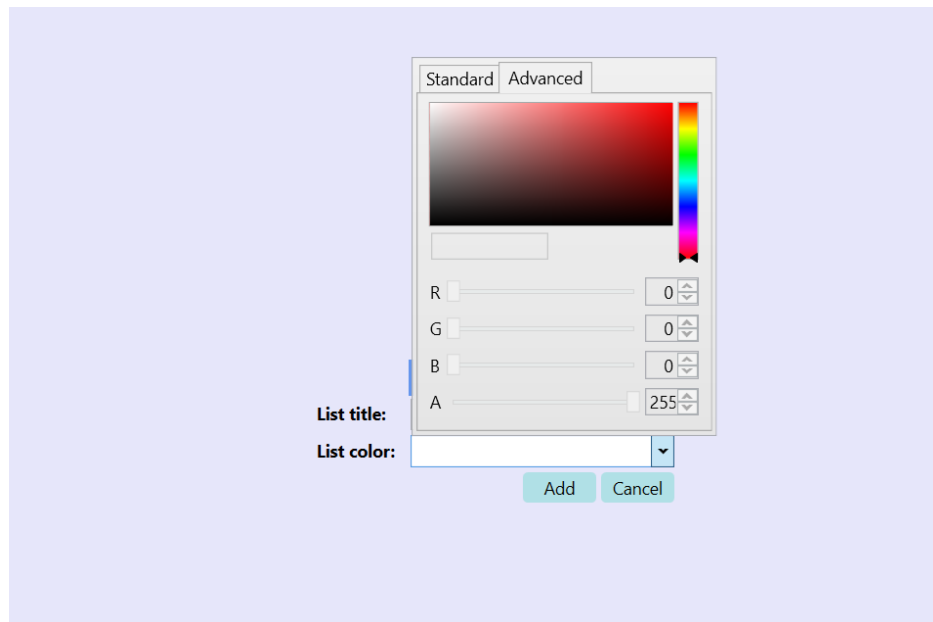 Standard Advanced
R 0
G 0
B 0
A 255
List title:
List color:
Add Cancel